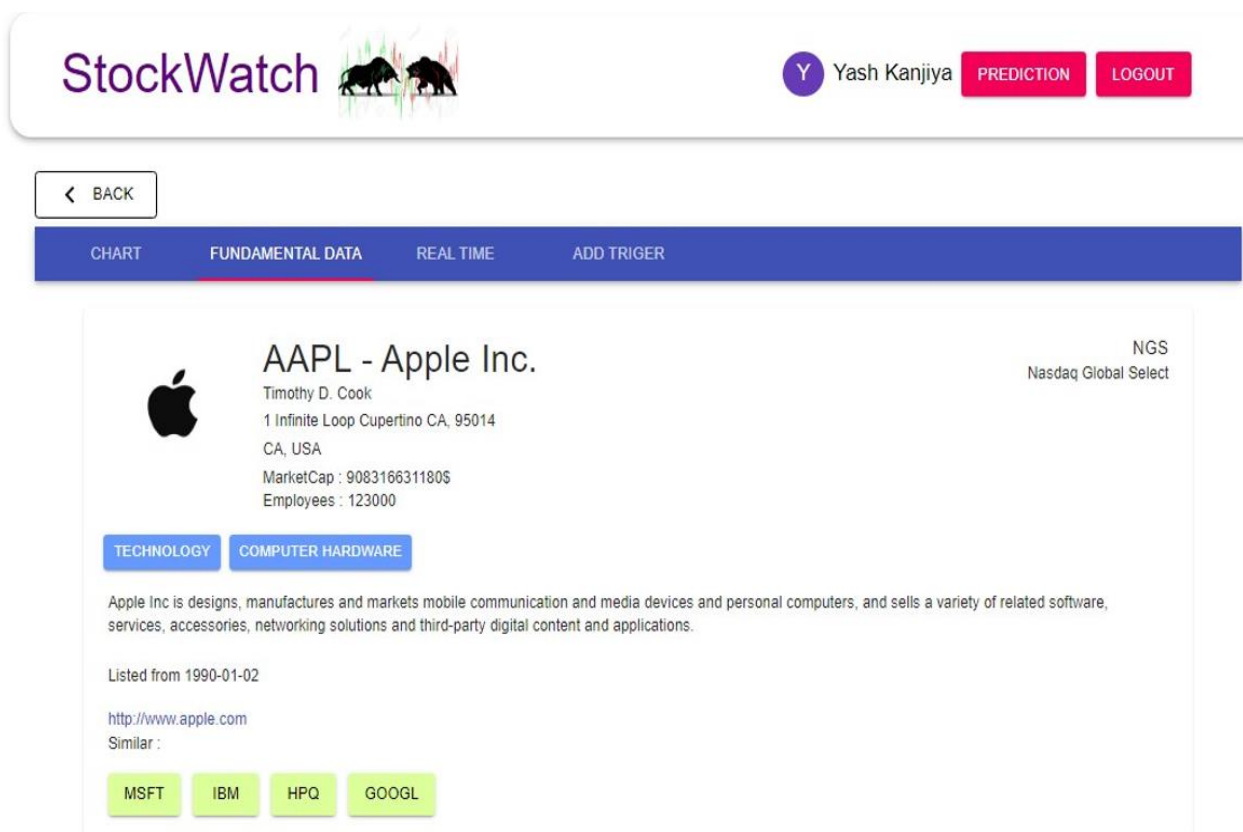 StockWatch
Y Yash Kanjiya PREDICTION LOGOUT
BACK
CHART FUNDAMENTAL DATA REAL TIME ADD TRIGER
AAPL - Apple Inc.
NGS
Nasdaq Global Select
Timothy D. Cook
1 Infinite Loop Cupertino CA, 95014
CA, USA
MarketCap : 908316631180$
Employees : 123000
TECHNOLOGY COMPUTER HARDWARE
Apple Inc is designs, manufactures and markets mobile communication and media devices and personal computers, and sells a variety of related software,
services, accessories, networking solutions and third-party digital content and applications.
Listed from 1990-01-02
http://www.apple.com
Similar :
MSFT IBM HPQ GOOGL